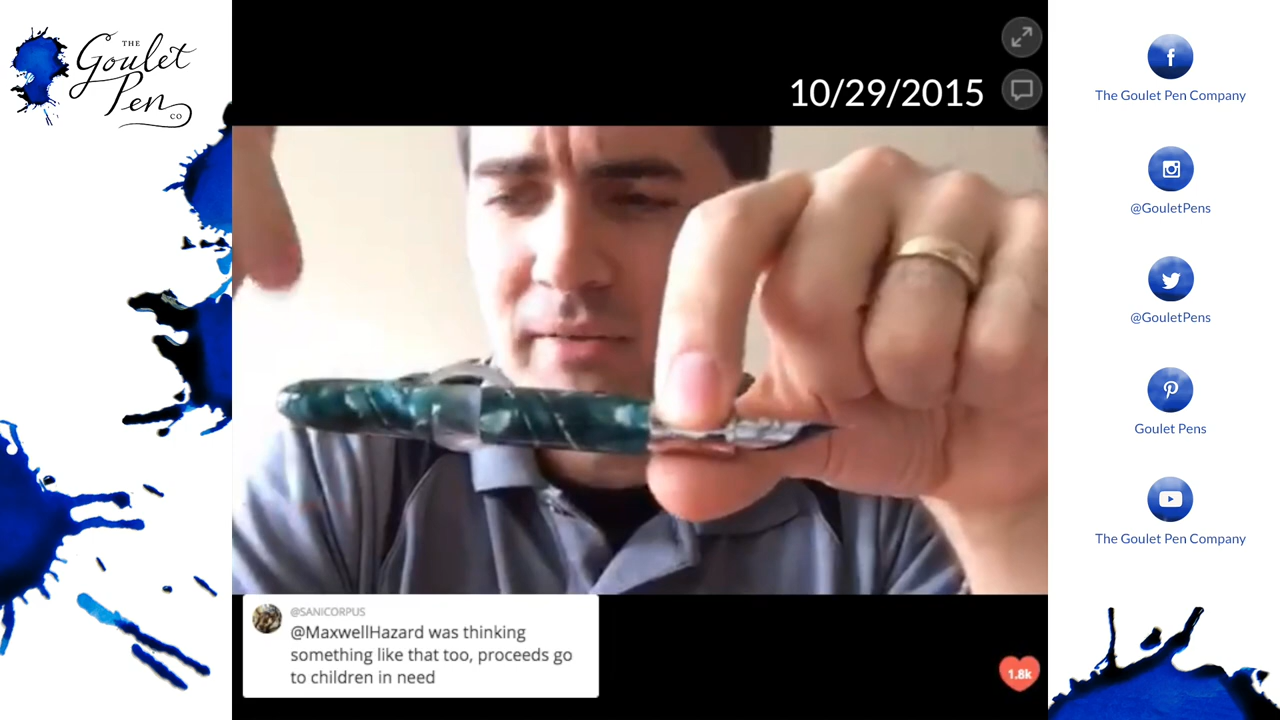 THE
Goulet
Pen
CO
10/29/2015
@SANICORPUS
@MaxwellHazard was thinking
something like that too, proceeds go
to children in need
1.8k
The Goulet Pen Company
@GouletPens
@GouletPens
Goulet Pens
The Goulet Pen Company